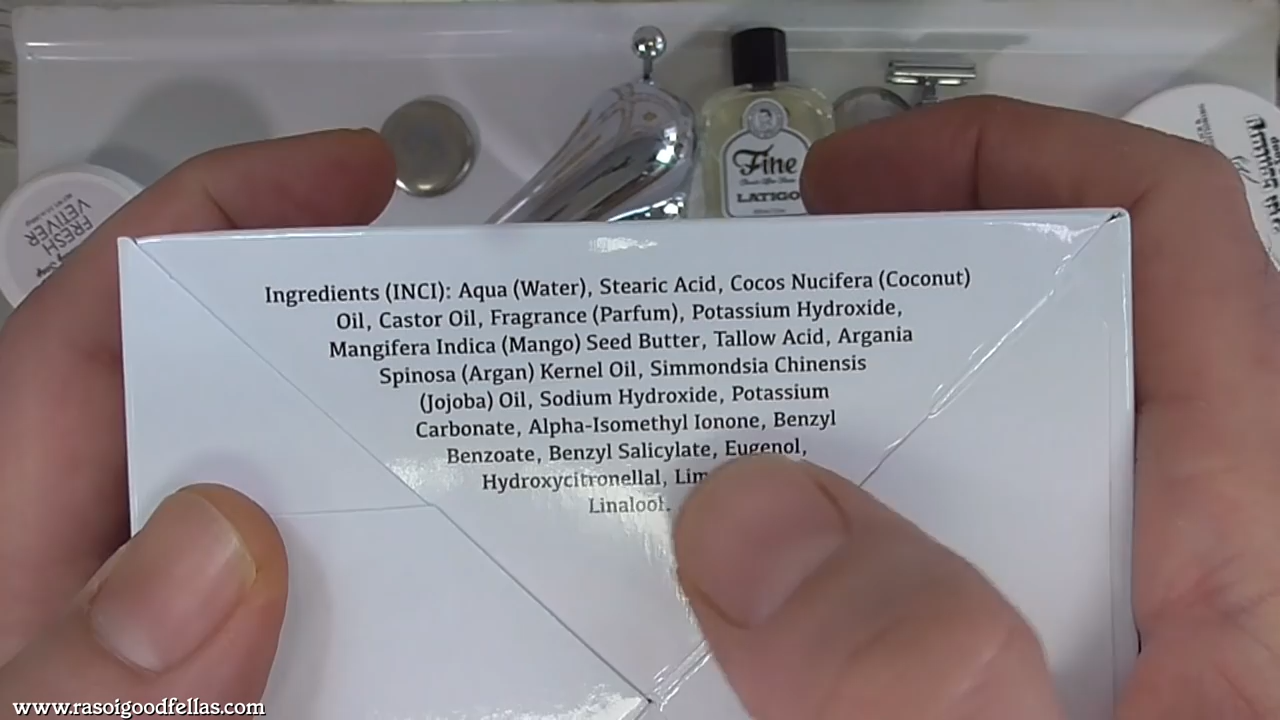 Fine
LATIGO
FRESH
VETIVER
Ingredients (INCI): Aqua (Water), Stearic Acid, Cocos Nucifera (Coconut)
Oil, Castor Oil, Fragrance (Parfum), Potassium Hydroxide,
Mangifera Indica (Mango) Seed Butter, Tallow Acid, Argania
Spinosa (Argan) Kernel Oil, Simmondsia Chinensis
(Jojoba) Oil, Sodium Hydroxide, Potassium
Carbonate, Alpha-Isomethyl Ionone, Benzyl
Benzoate, Benzyl Salicylate, Eugenol,
Hydroxycitronellal, Lim
Linalool.
www.rasoigoodfellas.com